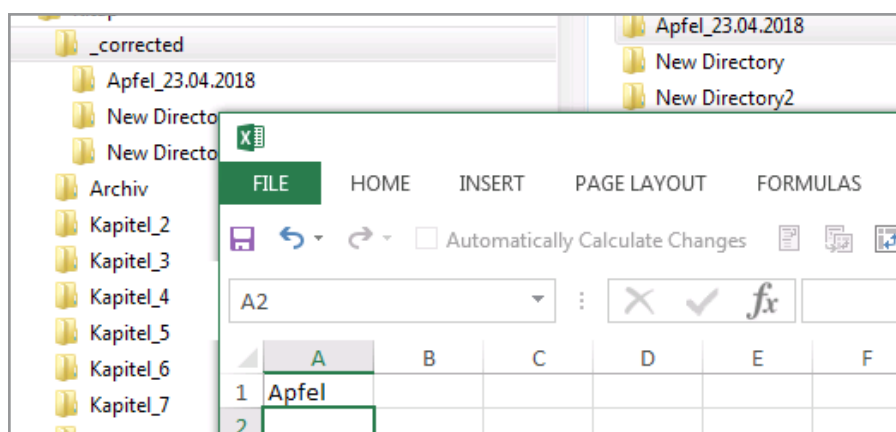 _corrected
Apfel_23.04.2018
New Directo
New Directo
Archiv
Kapitel_2
Kapitel_3
Kapitel_4
Kapitel_5
Kapitel_6
Kapitel_7
Apfel_23.04.2018
New Directory
New Directory2
FILE HOME INSERT PAGE LAYOUT FORMULAS
Automatically Calculate Changes
A2 fx
A B C D E F
1 Apfel
2